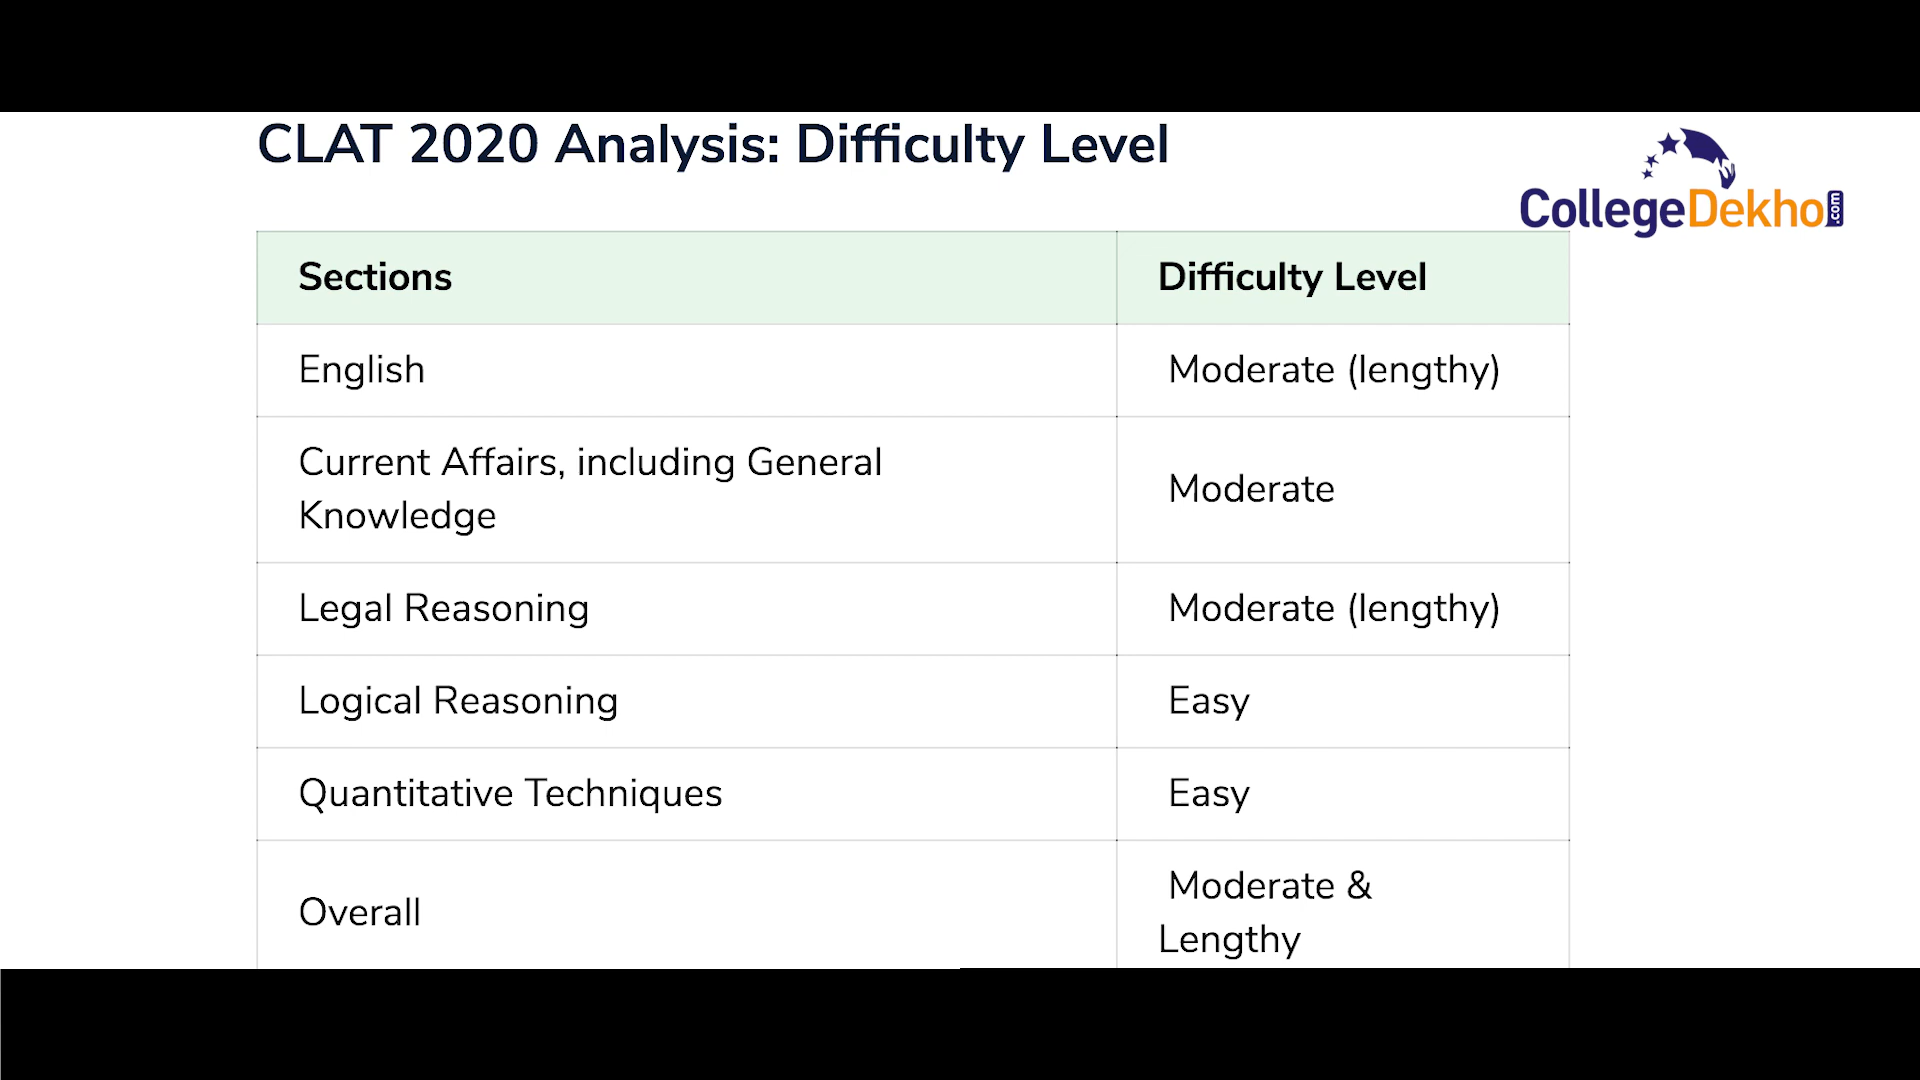 CLAT 2020 Analysis: Difficulty Level
CollegeDekho.com
Sections Difficulty Level
English Moderate (lengthy)
Current Affairs, including General
Knowledge
Moderate
Legal Reasoning Moderate (lengthy)
Logical Reasoning Easy
Quantitative Techniques Easy
Overall
Moderate &
Lengthy